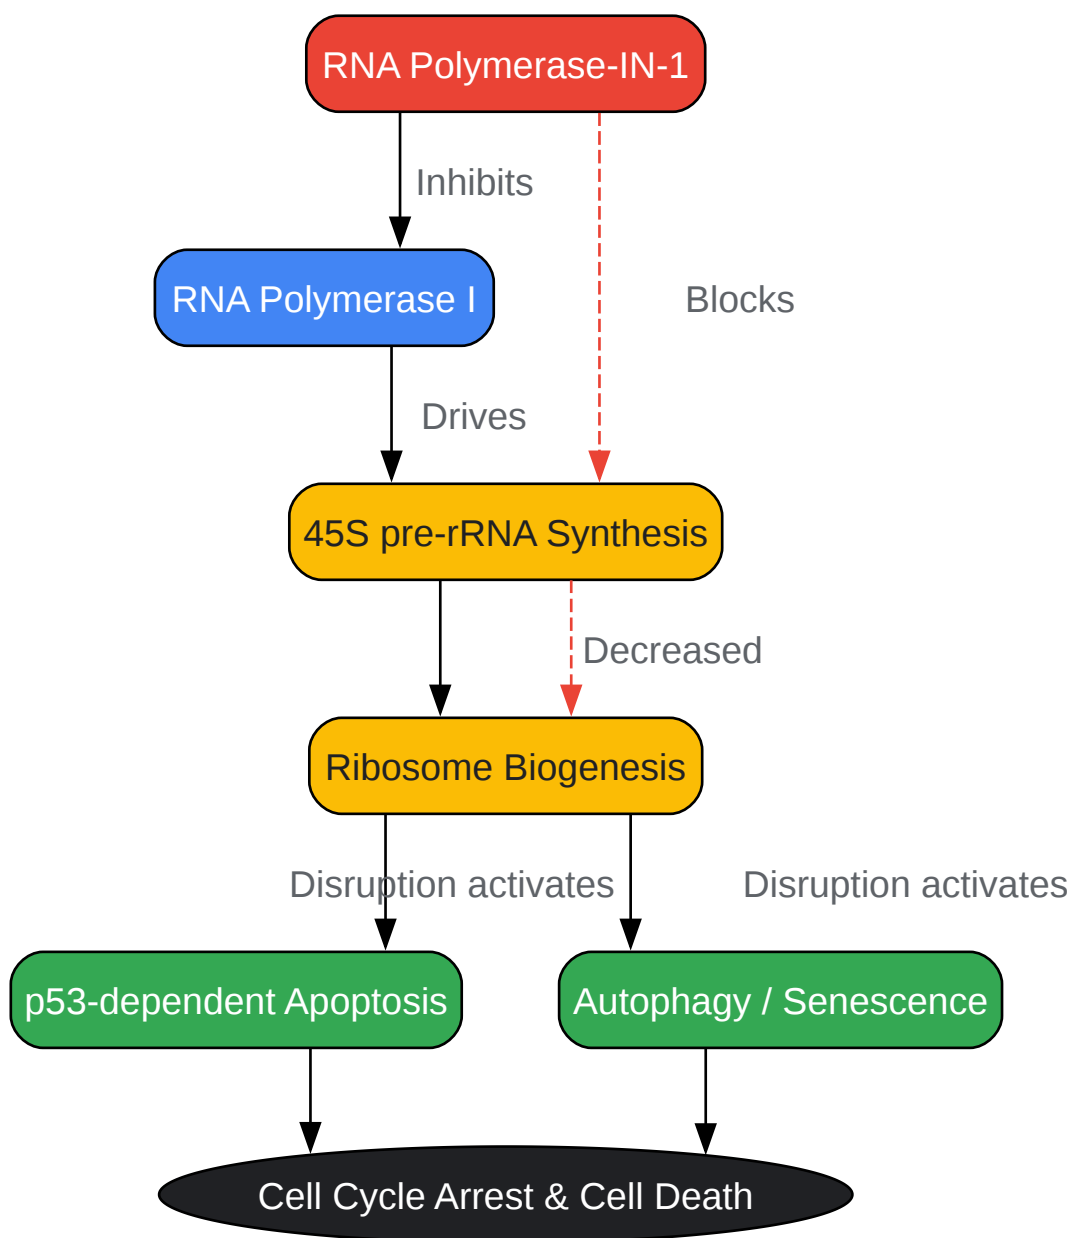 RNA Polymerase-IN-1
Inhibits
RNA Polymerase I
Blocks
Drives
45S pre-rRNA Synthesis
Decreased
Ribosome Biogenesis
Disruption activates
Disruption activates
p53-dependent Apoptosis
Autophagy / Senescence
Cell Cycle Arrest & Cell Death